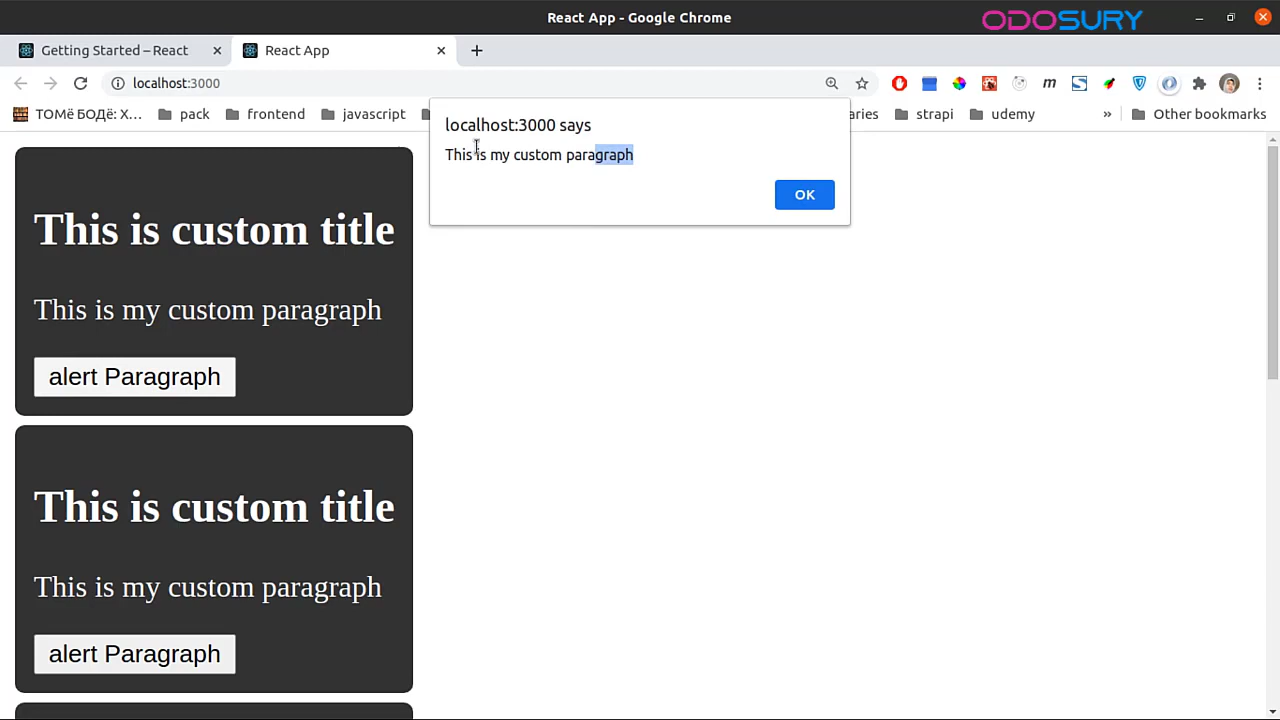 React App - Google Chrome
ODOSURY
Getting Started – React
React App
localhost:3000
m
S
TOMё БОДё: X...
pack
frontend
javascript
aries
strapi
udemy
»
Other bookmarks
localhost:3000 says
This is my custom paragraph
OK
This is custom title
This is my custom paragraph
alert Paragraph
This is custom title
This is my custom paragraph
alert Paragraph